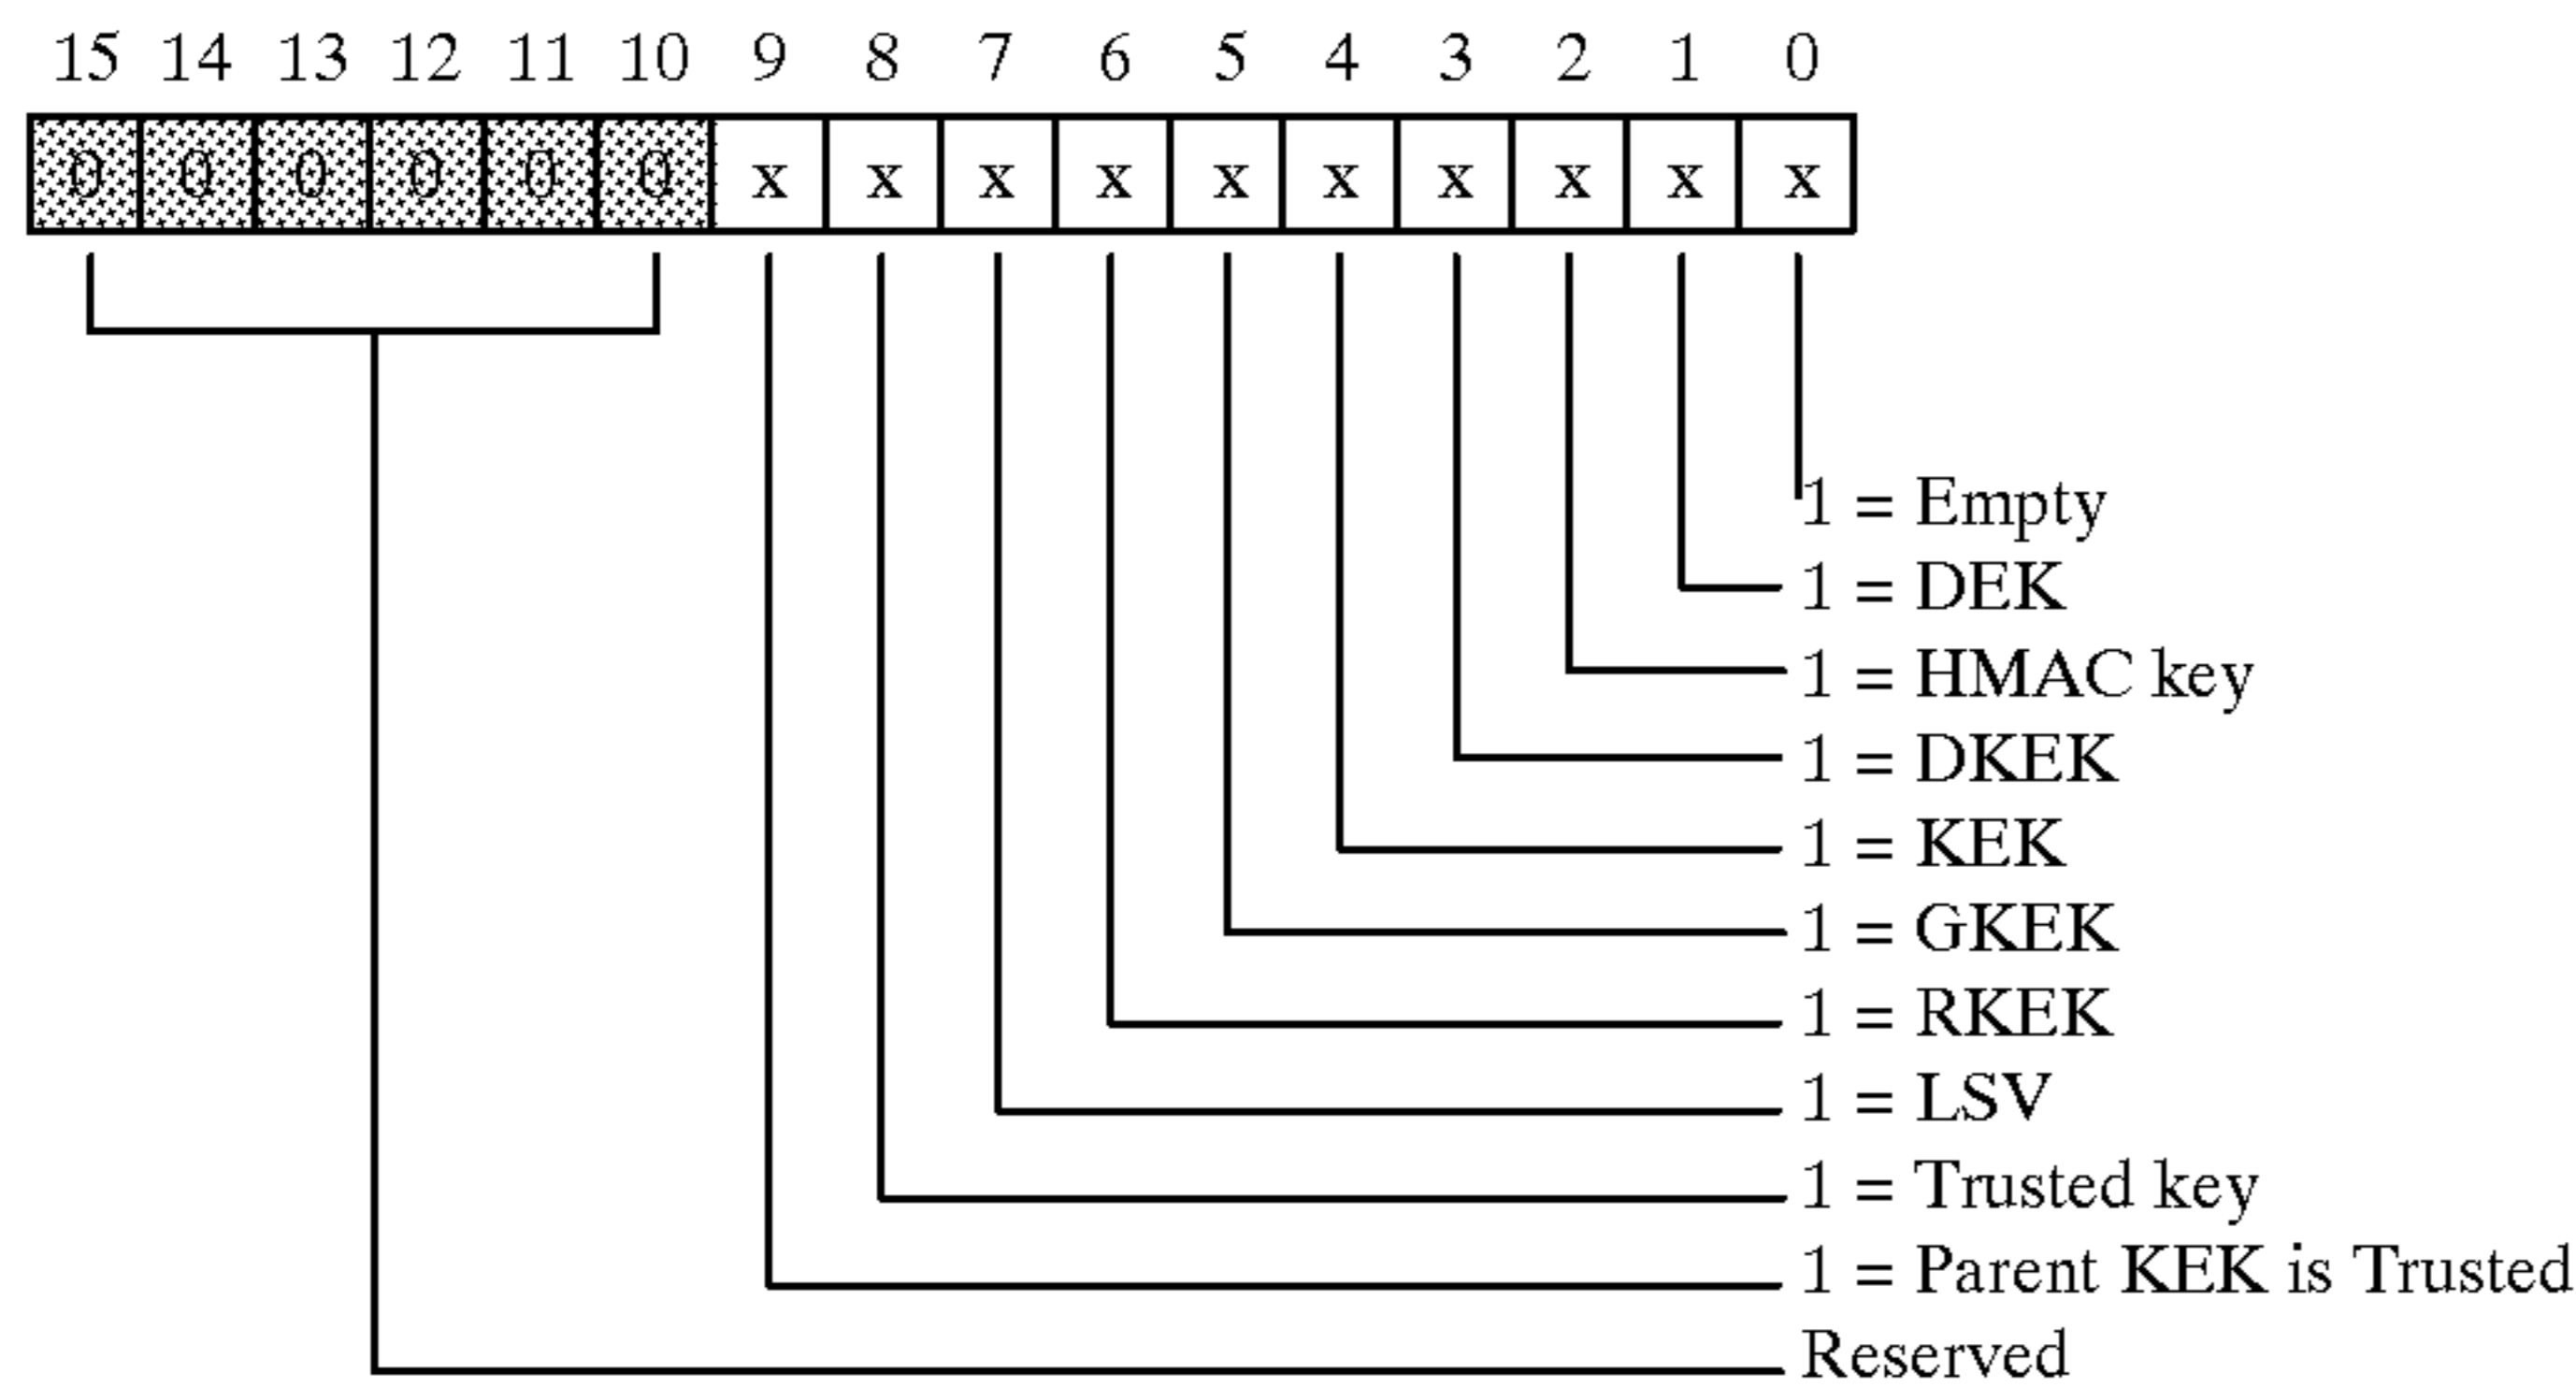 15 14 13 12 11 10 9 8 7 6 5 4 3 2 1 0
0 0 0 0 0 0 x x x x x x x x x x
1 = Empty
1 = DEK
1 = HMAC key
1 = DKEK
1 = KEK
1 = GKEK
1 = RKEK
1 = LSV
1 = Trusted key
1 = Parent KEK is Trusted
Reserved